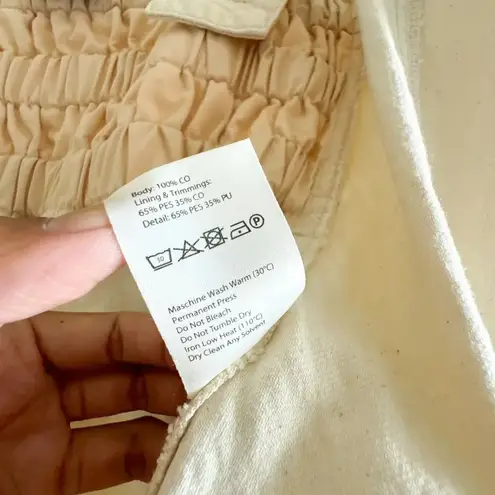 Body: 100% CO
Lining & Trimmings:
65% PES 35% CO
Detail: 65% PES 35% PU
30 P
Maschine Wash Warm (30°C)
Permanent Press
Do Not Bleach
Do Not Tumble Dry
Iron Low Heat (110°C)
Dry Clean Any Solvent